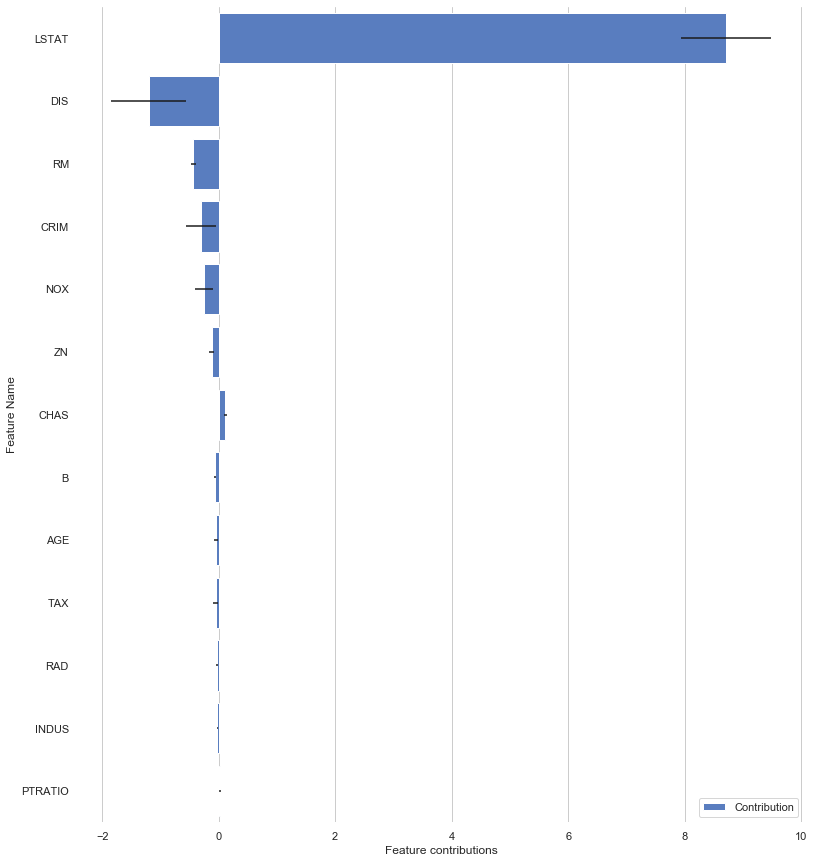 LSTAT
DIS
RM
CRIM
NOX
ZN
CHAS
B
AGE
TAX
RAD
INDUS
PTRATIO
Feature Name
−2 0 2 4 6 8 10
Feature contributions
Contribution